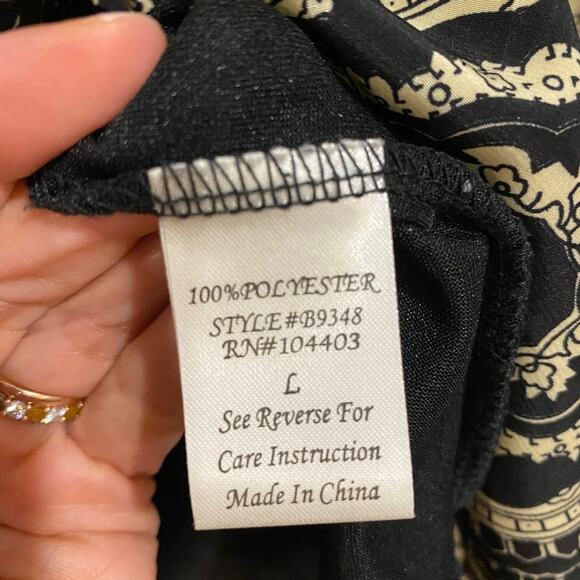 100%POLYESTER
STYLE#B9348
RN#104403
L
See Reverse For
Care Instruction
Made In China